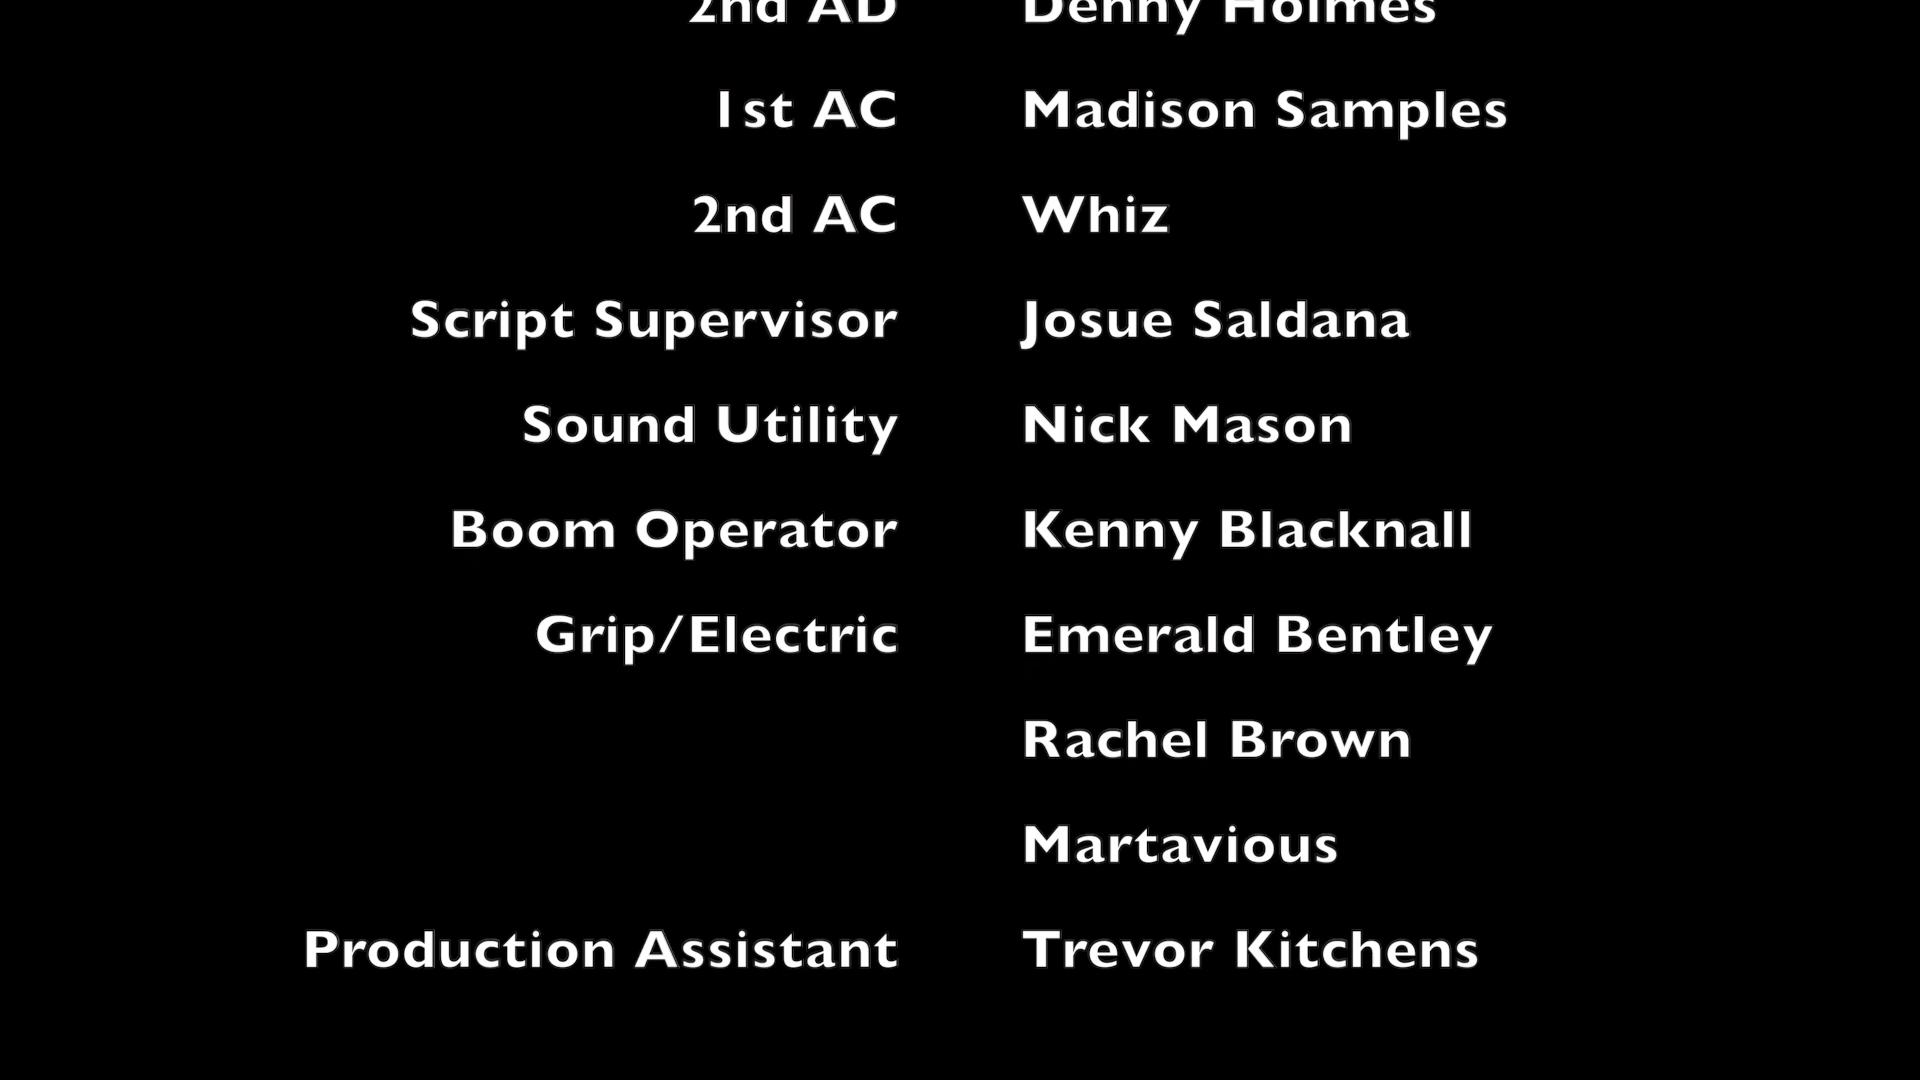 2nd AD Denny Holmes
1st AC Madison Samples
2nd AC Whiz
Script Supervisor Josue Saldana
Sound Utility Nick Mason
Boom Operator Kenny Blacknall
Grip/Electric Emerald Bentley
Rachel Brown
Martavious
Production Assistant Trevor Kitchens